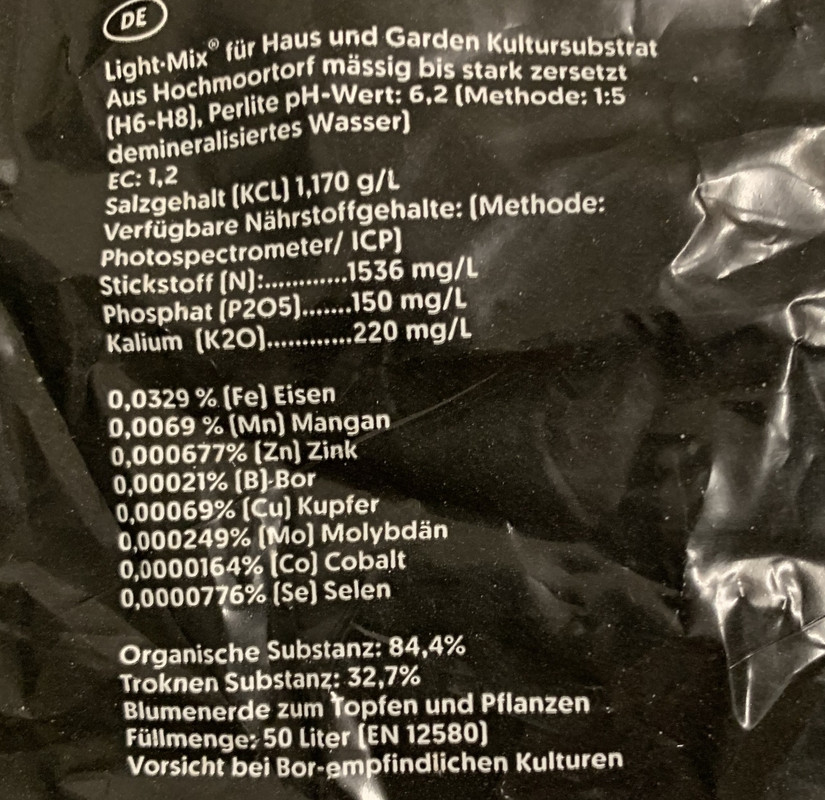 DE
Light·Mix® für Haus und Garden Kultursubstrat
Aus Hochmoortorf mässig bis stark zersetzt
(H6-H8), Perlite pH-Wert: 6,2 (Methode: 1:5
demineralisiertes Wasser)
EC: 1,2
Salzgehalt (KCL) 1,170 g/L
Verfügbare Nährstoffgehalte: (Methode:
Photospectrometer/ ICP)
Stickstoff (N):............1536 mg/L
Phosphat (P2O5).......150 mg/L
Kalium (K2O)............220 mg/L
0,0329 % (Fe) Eisen
0,0069 % (Mn) Mangan
0,000677% (Zn) Zink
0,00021% (B)-Bor
0,00069% (Cu) Kupfer
0,000249% (Mo) Molybdän
0,0000164% (Co) Cobalt
0,0000776% (Se) Selen
Organische Substanz: 84,4%
Troknen Substanz: 32,7%
Blumenerde zum Topfen und Pflanzen
Füllmenge: 50 Liter (EN 12580)
Vorsicht bei Bor-empfindlichen Kulturen